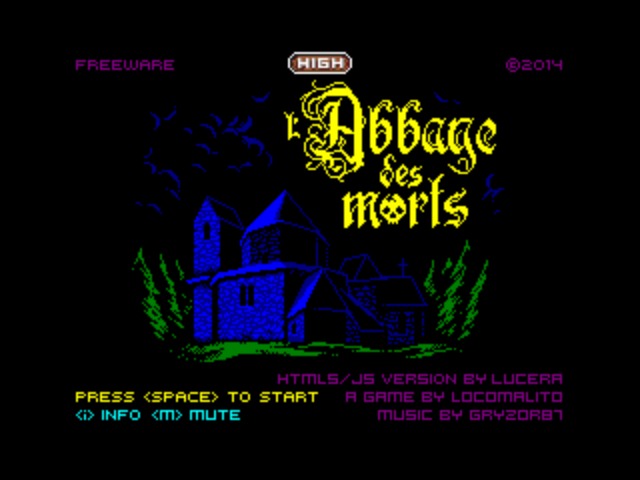 FREEWARE HIGH ©2014
L'Abbaye
des
morts
HTML5/JS VERSION BY LUCERA
PRESS <SPACE> TO START A GAME BY LOCOMALITO
<i> INFO <M> MUTE MUSIC BY GRYZOR87